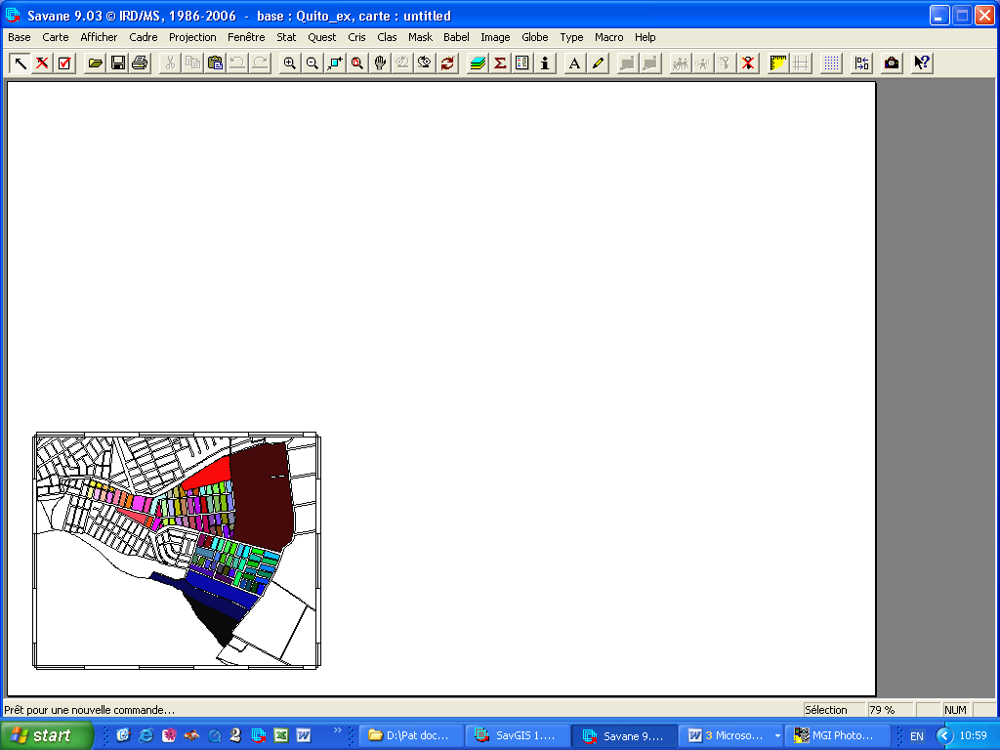 Savane 9.03 © IRD/MS, 1986-2006 - base : Quito_ex, carte : untitled
Base Carte Afficher Cadre Projection Fenêtre Stat Quest Cris Clas Mask Babel Image Globe Type Macro Help
Prêt pour une nouvelle commande... Sélection 79 % NUM
start D:\Pat doc... SavGIS 1.... Savane 9.... 3 Microso... MGI Photo... EN 10:59